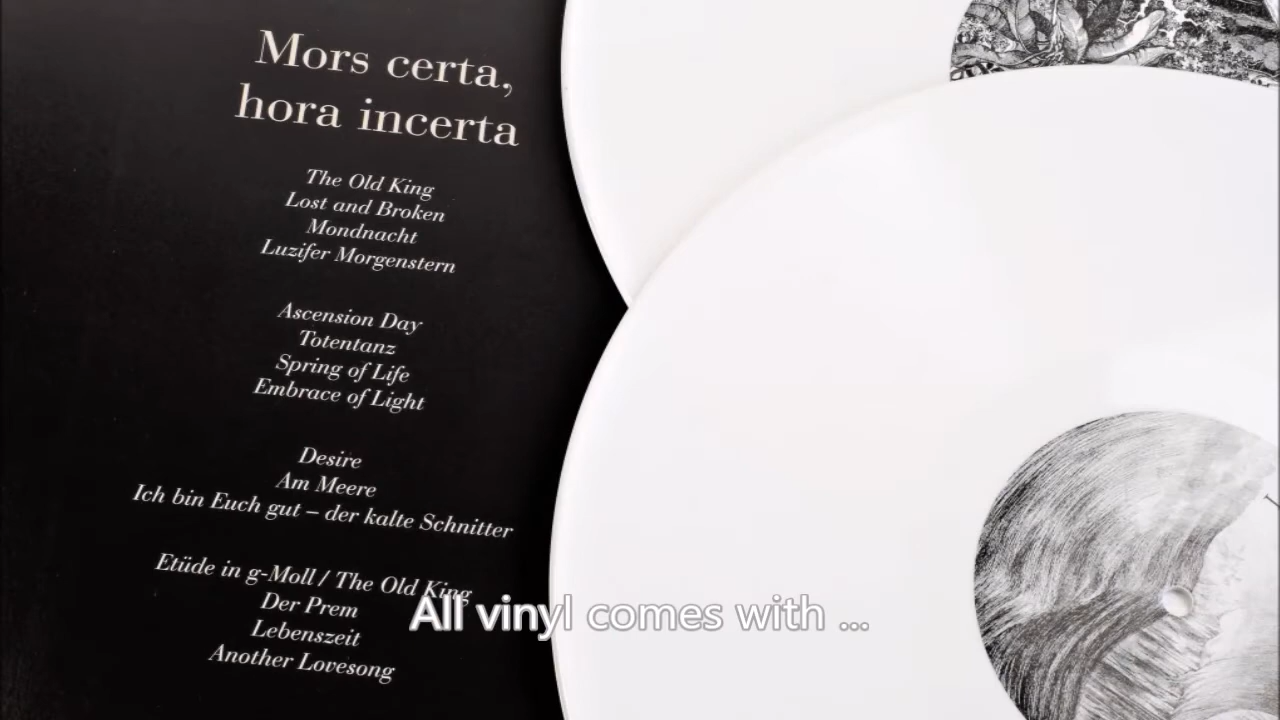 Mors certa,
hora incerta
The Old King
Lost and Broken
Mondnacht
Luzifer Morgenstern
Ascension Day
Totentanz
Spring of Life
Embrace of Light
Desire
Am Meere
Ich bin Euch gut – der kalte Schnitter
Etüde in g-Moll / The Old King
Der Prem
Lebenszeit
Another Lovesong
All vinyl comes with ...